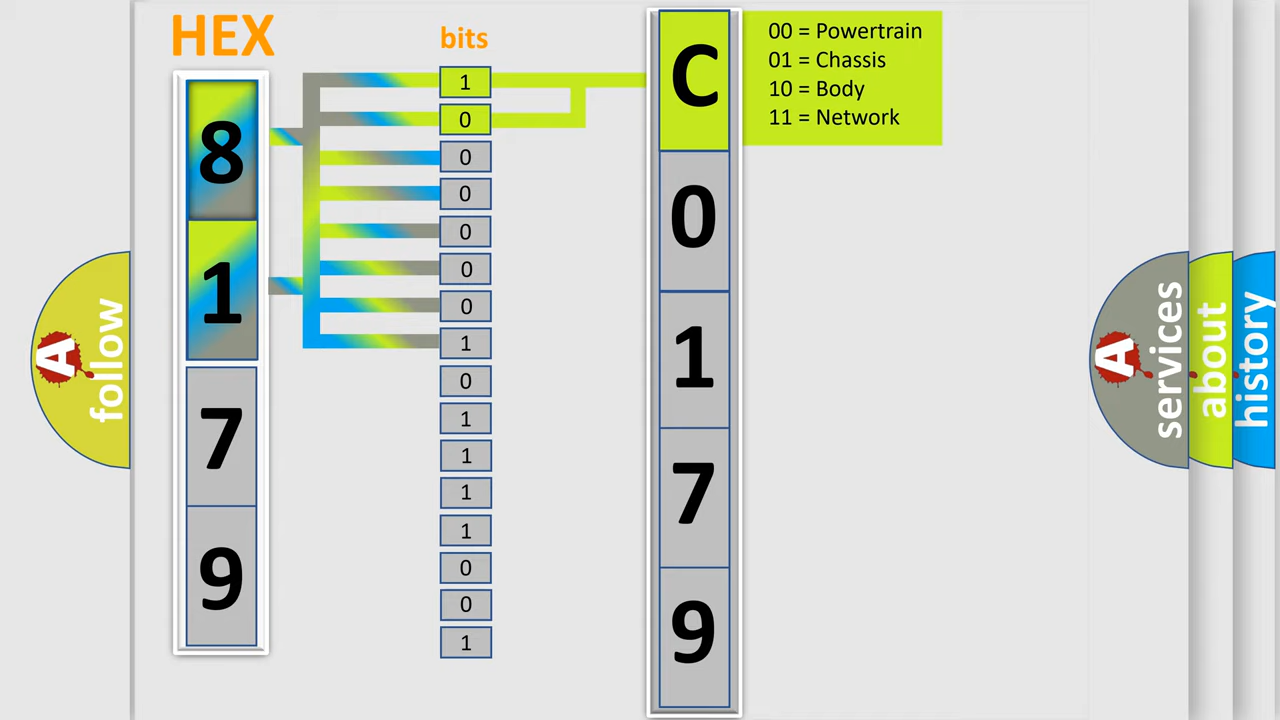 HEX
bits
8
1
7
9
1
0
0
0
0
0
0
1
0
1
1
1
1
0
0
1
C
0
1
7
9
00 = Powertrain
01 = Chassis
10 = Body
11 = Network
A
follow
A
services
about
history